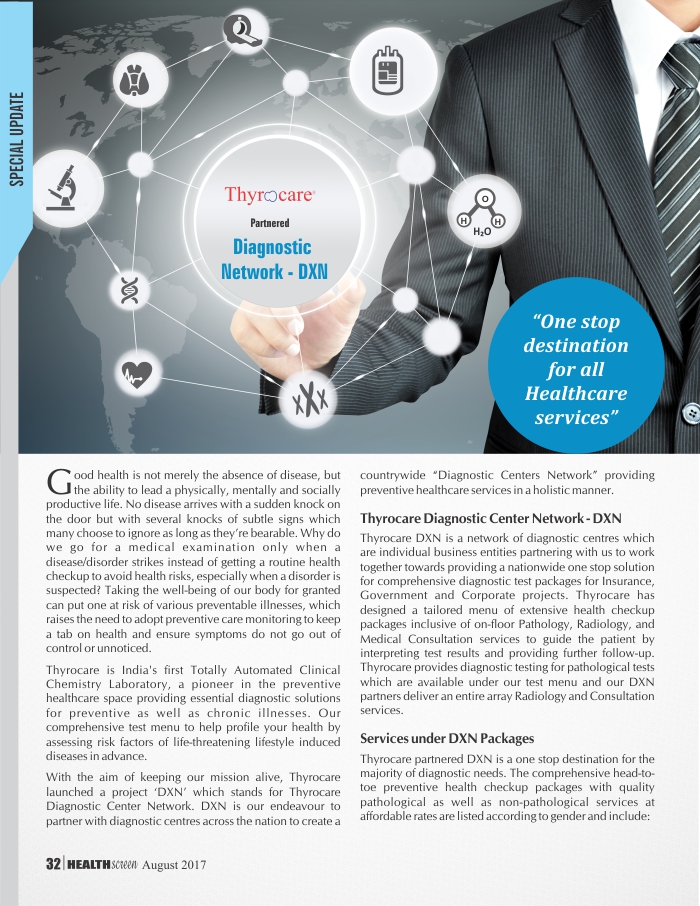 SPECIAL UPDATE
Thyrocare®
Partnered
Diagnostic
Network - DXN
O
H H
H₂O
“One stop
destination
for all
Healthcare
services”
Good health is not merely the absence of disease, but
the ability to lead a physically, mentally and socially
productive life. No disease arrives with a sudden knock on
the door but with several knocks of subtle signs which
many choose to ignore as long as they're bearable. Why do
we go for a medical examination only when a
disease/disorder strikes instead of getting a routine health
checkup to avoid health risks, especially when a disorder is
suspected? Taking the well-being of our body for granted
can put one at risk of various preventable illnesses, which
raises the need to adopt preventive care monitoring to keep
a tab on health and ensure symptoms do not go out of
control or unnoticed.
Thyrocare is India's first Totally Automated Clinical
Chemistry Laboratory, a pioneer in the preventive
healthcare space providing essential diagnostic solutions
for preventive as well as chronic illnesses. Our
comprehensive test menu to help profile your health by
assessing risk factors of life-threatening lifestyle induced
diseases in advance.
With the aim of keeping our mission alive, Thyrocare
launched a project ‘DXN’ which stands for Thyrocare
Diagnostic Center Network. DXN is our endeavour to
partner with diagnostic centres across the nation to create a
countrywide “Diagnostic Centers Network” providing
preventive healthcare services in a holistic manner.
Thyrocare Diagnostic Center Network - DXN
Thyrocare DXN is a network of diagnostic centres which
are individual business entities partnering with us to work
together towards providing a nationwide one stop solution
for comprehensive diagnostic test packages for Insurance,
Government and Corporate projects. Thyrocare has
designed a tailored menu of extensive health checkup
packages inclusive of on-floor Pathology, Radiology, and
Medical Consultation services to guide the patient by
interpreting test results and providing further follow-up.
Thyrocare provides diagnostic testing for pathological tests
which are available under our test menu and our DXN
partners deliver an entire array Radiology and Consultation
services.
Services under DXN Packages
Thyrocare partnered DXN is a one stop destination for the
majority of diagnostic needs. The comprehensive head-to-
toe preventive health checkup packages with quality
pathological as well as non-pathological services at
affordable rates are listed according to gender and include:
32 HEALTHscreen August 2017